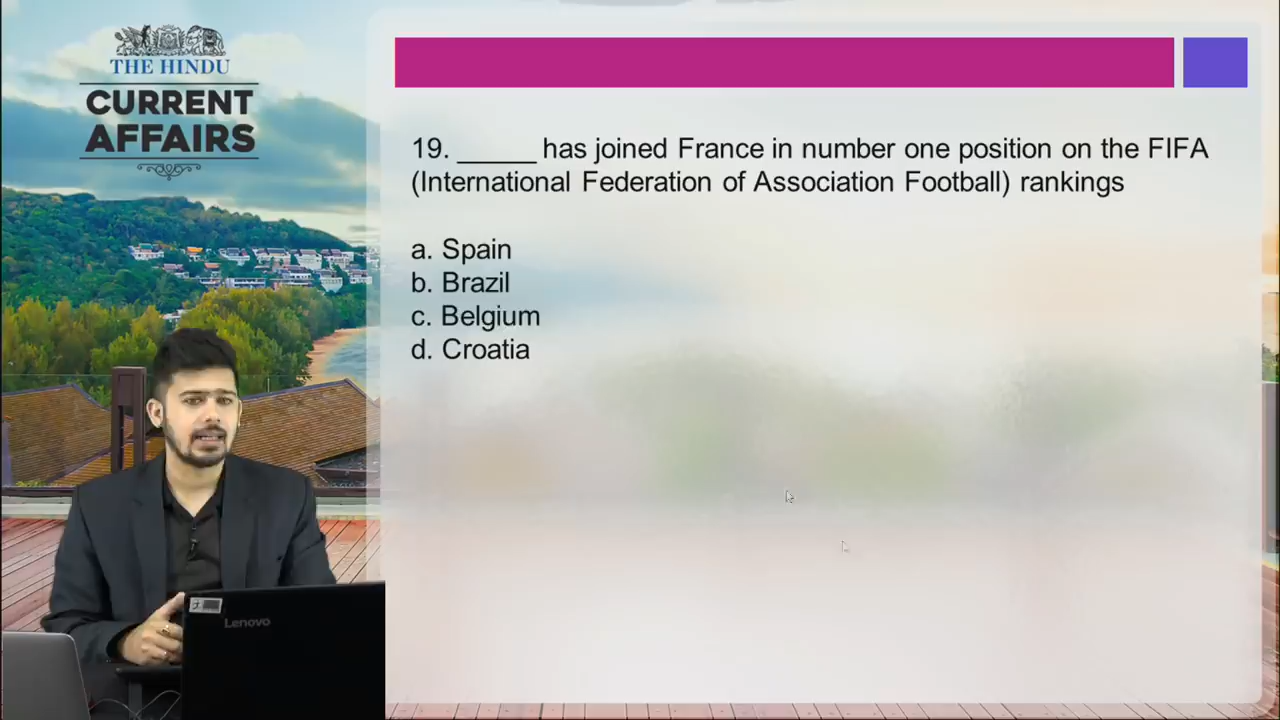 THE HINDU
CURRENT
AFFAIRS
19. _____ has joined France in number one position on the FIFA
(International Federation of Association Football) rankings
a. Spain
b. Brazil
c. Belgium
d. Croatia
Lenovo